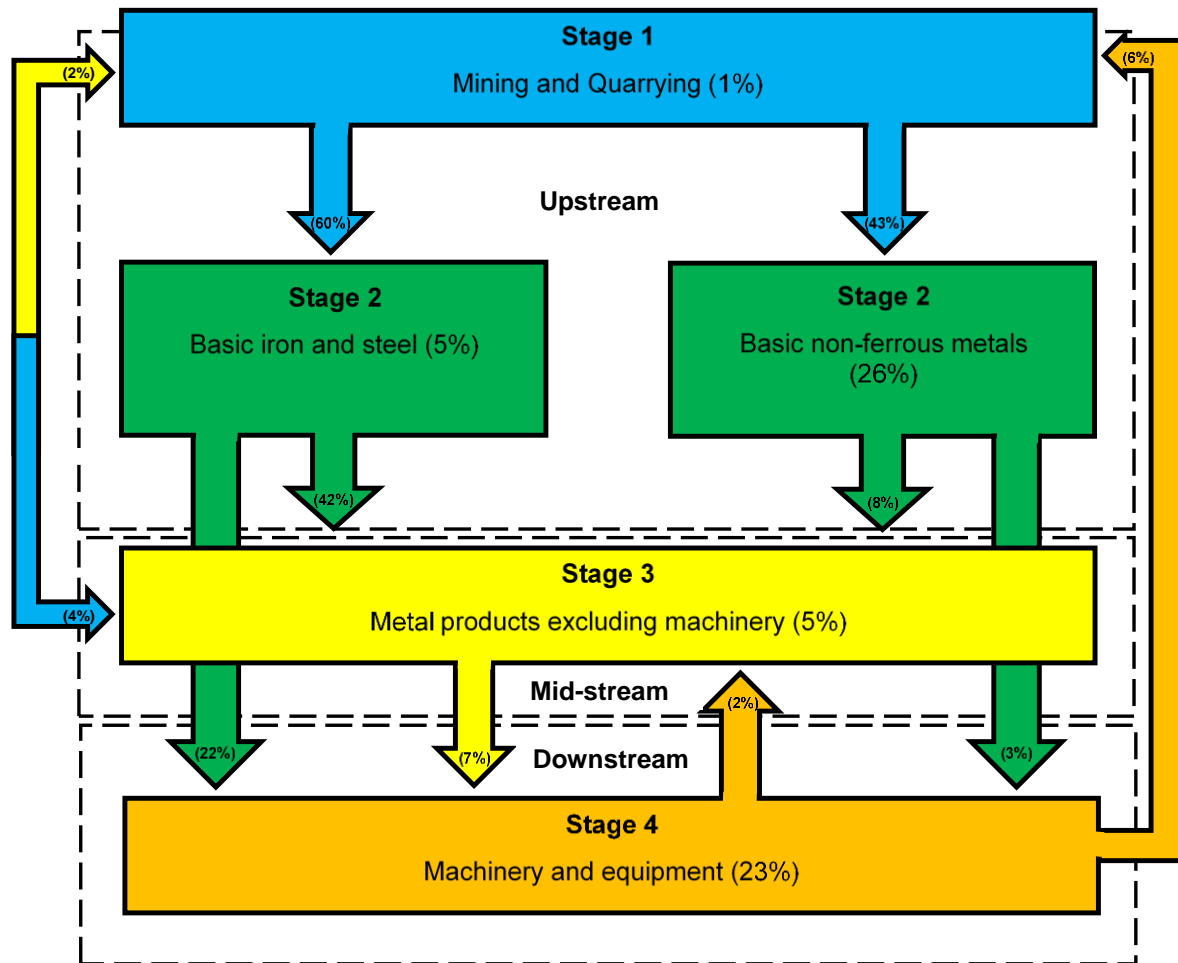 Stage 1
(2%)
(6%)
Mining and Quarrying (1%)
Upstream
(60%)
(43%)
Stage 2
Basic iron and steel (5%)
Stage 2
Basic non-ferrous metals
(26%)
(42%)
(8%)
Stage 3
(4%)
Metal products excluding machinery (5%)
Mid-stream
(2%)
(22%)
(7%)
Downstream
(3%)
Stage 4
Machinery and equipment (23%)